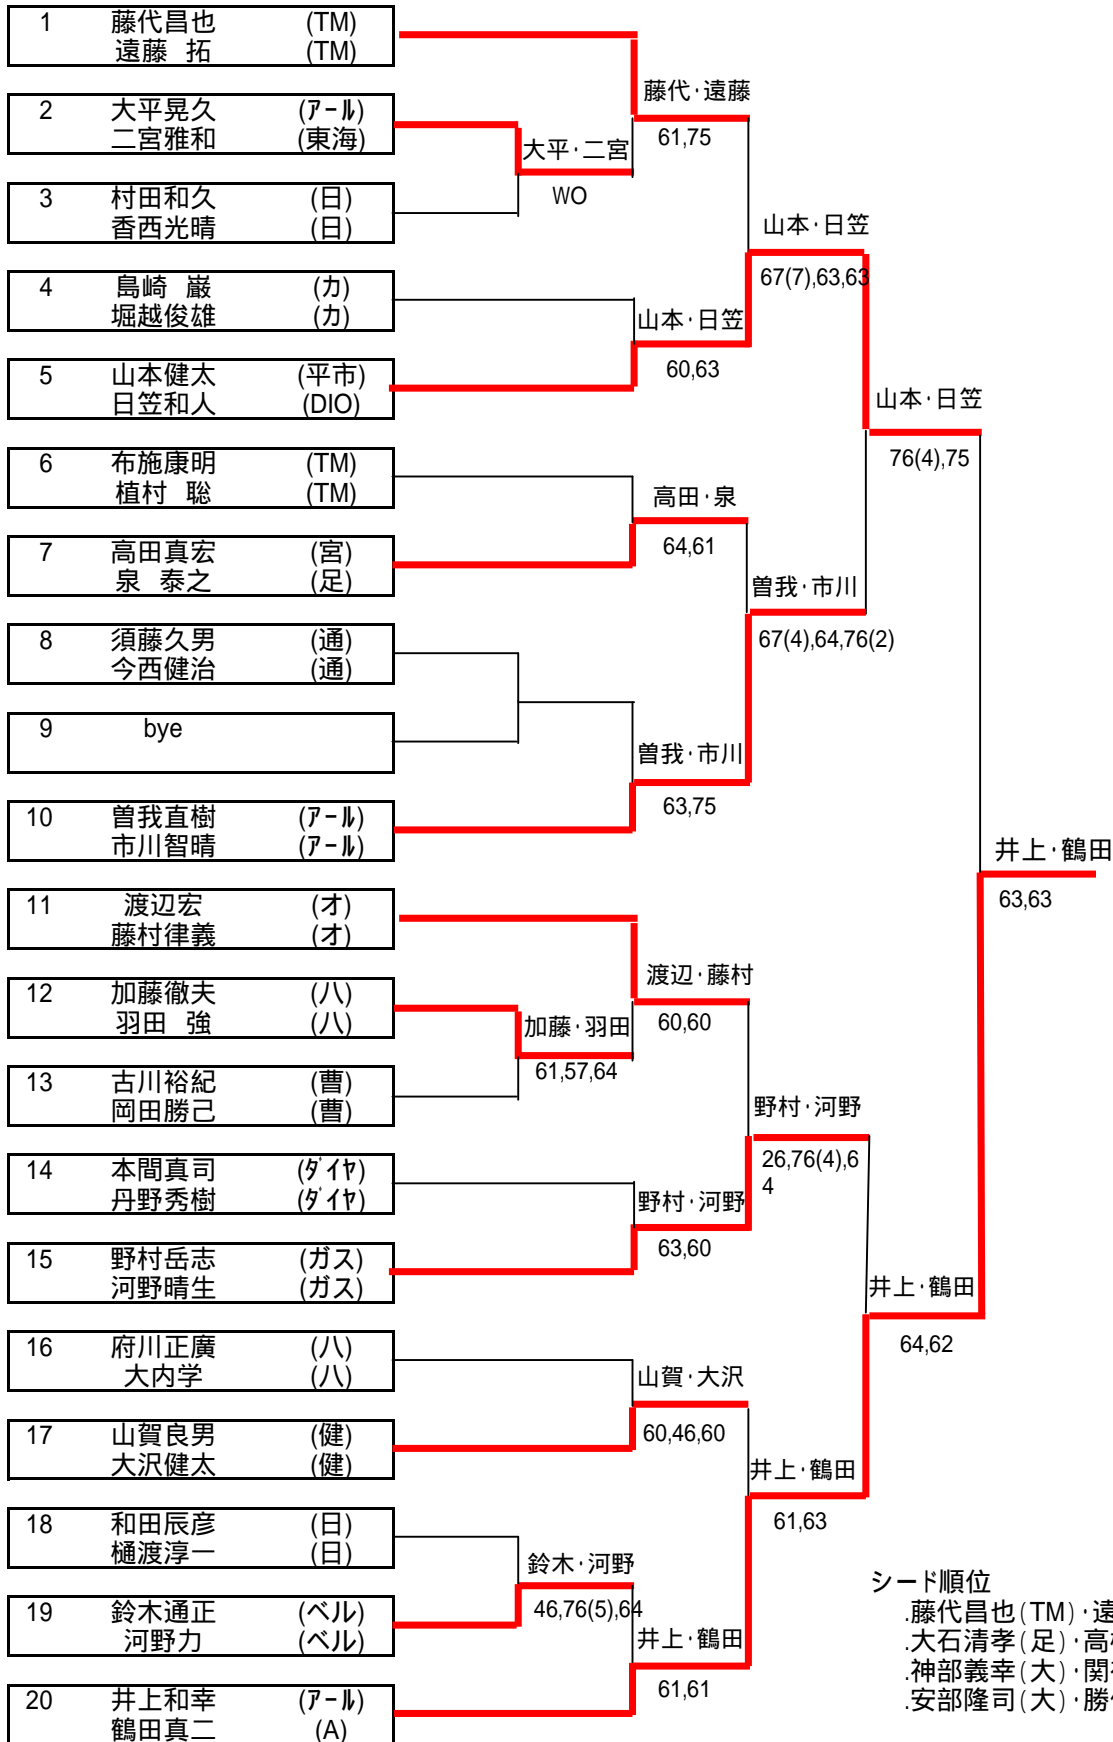 1 藤代昌也 (TM)
遠藤 拓 (TM)
2 大平晃久 (アール)
二宮雅和 (東海)
3 村田和久 (日)
香西光晴 (日)
4 島崎 巌 (カ)
堀越俊雄 (カ)
5 山本健太 (平市)
日笠和人 (DIO)
6 布施康明 (TM)
植村 聡 (TM)
7 高田真宏 (宮)
泉 泰之 (足)
8 須藤久男 (通)
今西健治 (通)
9 bye
10 曽我直樹 (アール)
市川智晴 (アール)
11 渡辺宏 (オ)
藤村律義 (オ)
12 加藤徹夫 (八)
羽田 強 (八)
13 古川裕紀 (曹)
岡田勝己 (曹)
14 本間真司 (ダイヤ)
丹野秀樹 (ダイヤ)
15 野村岳志 (ガス)
河野晴生 (ガス)
16 府川正廣 (八)
大内学 (八)
17 山賀良男 (健)
大沢健太 (健)
18 和田辰彦 (日)
樋渡淳一 (日)
19 鈴木通正 (ベル)
河野力 (ベル)
20 井上和幸 (アール)
鶴田真二 (A)
大平・二宮
WO
加藤・羽田
61,57,64
鈴木・河野
46,76(5),64
藤代・遠藤
61,75
山本・日笠
60,63
高田・泉
64,61
曽我・市川
63,75
渡辺・藤村
60,60
野村・河野
63,60
山賀・大沢
60,46,60
井上・鶴田
61,61
山本・日笠
67(7),63,63
曽我・市川
67(4),64,76(2)
野村・河野
26,76(4),6
4
井上・鶴田
61,63
山本・日笠
76(4),75
井上・鶴田
64,62
井上・鶴田
63,63
シード順位
.藤代昌也(TM)・遠
.大石清孝(足)・高
.神部義幸(大)・関
.安部隆司(大)・勝